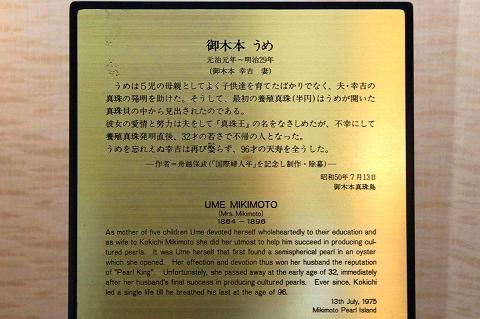 御木本 うめ
元治元年～明治29年
(御木本 幸吉 妻)
うめは５児の母親としてよく子供達を育てたばかりでなく、夫・幸吉の
真珠の発明を助けた。そうして、最初の養殖真珠(半円)はうめが開いた
真珠貝の中から見出されたのである。
彼女の愛情と努力は夫をして『真珠王』の名をなさしめたが、不幸にして
養殖真珠発明直後、32才の若さで不帰の人となった。
うめを忘れえぬ幸吉は再び娶らず、96才の天寿を全うした。
―作者＝舟越保武(「国際婦人年」を記念し制作・除幕)―
昭和50年７月13日
御木本真珠島
UME MIKIMOTO
(Mrs. Mikimoto)
1864 – 1896
As mother of five children Ume devoted herself wholeheartedly to their education and
as wife to Kokichi Mikimoto she did her utmost to help him succeed in producing cul-
tured pearls. It was Ume herself that first found a semispherical pearl in an oyster
which she opened. Her effection and devotion thus won her husband the reputation
of "Pearl King". Unfortunately, she passed away at the early age of 32, immediately
after her husband's final success in producing cultured pearls. Ever since, Kokichi
led a single life till he breathed his last at the age of 96.
13th July, 1975
Mikimoto Pearl Island